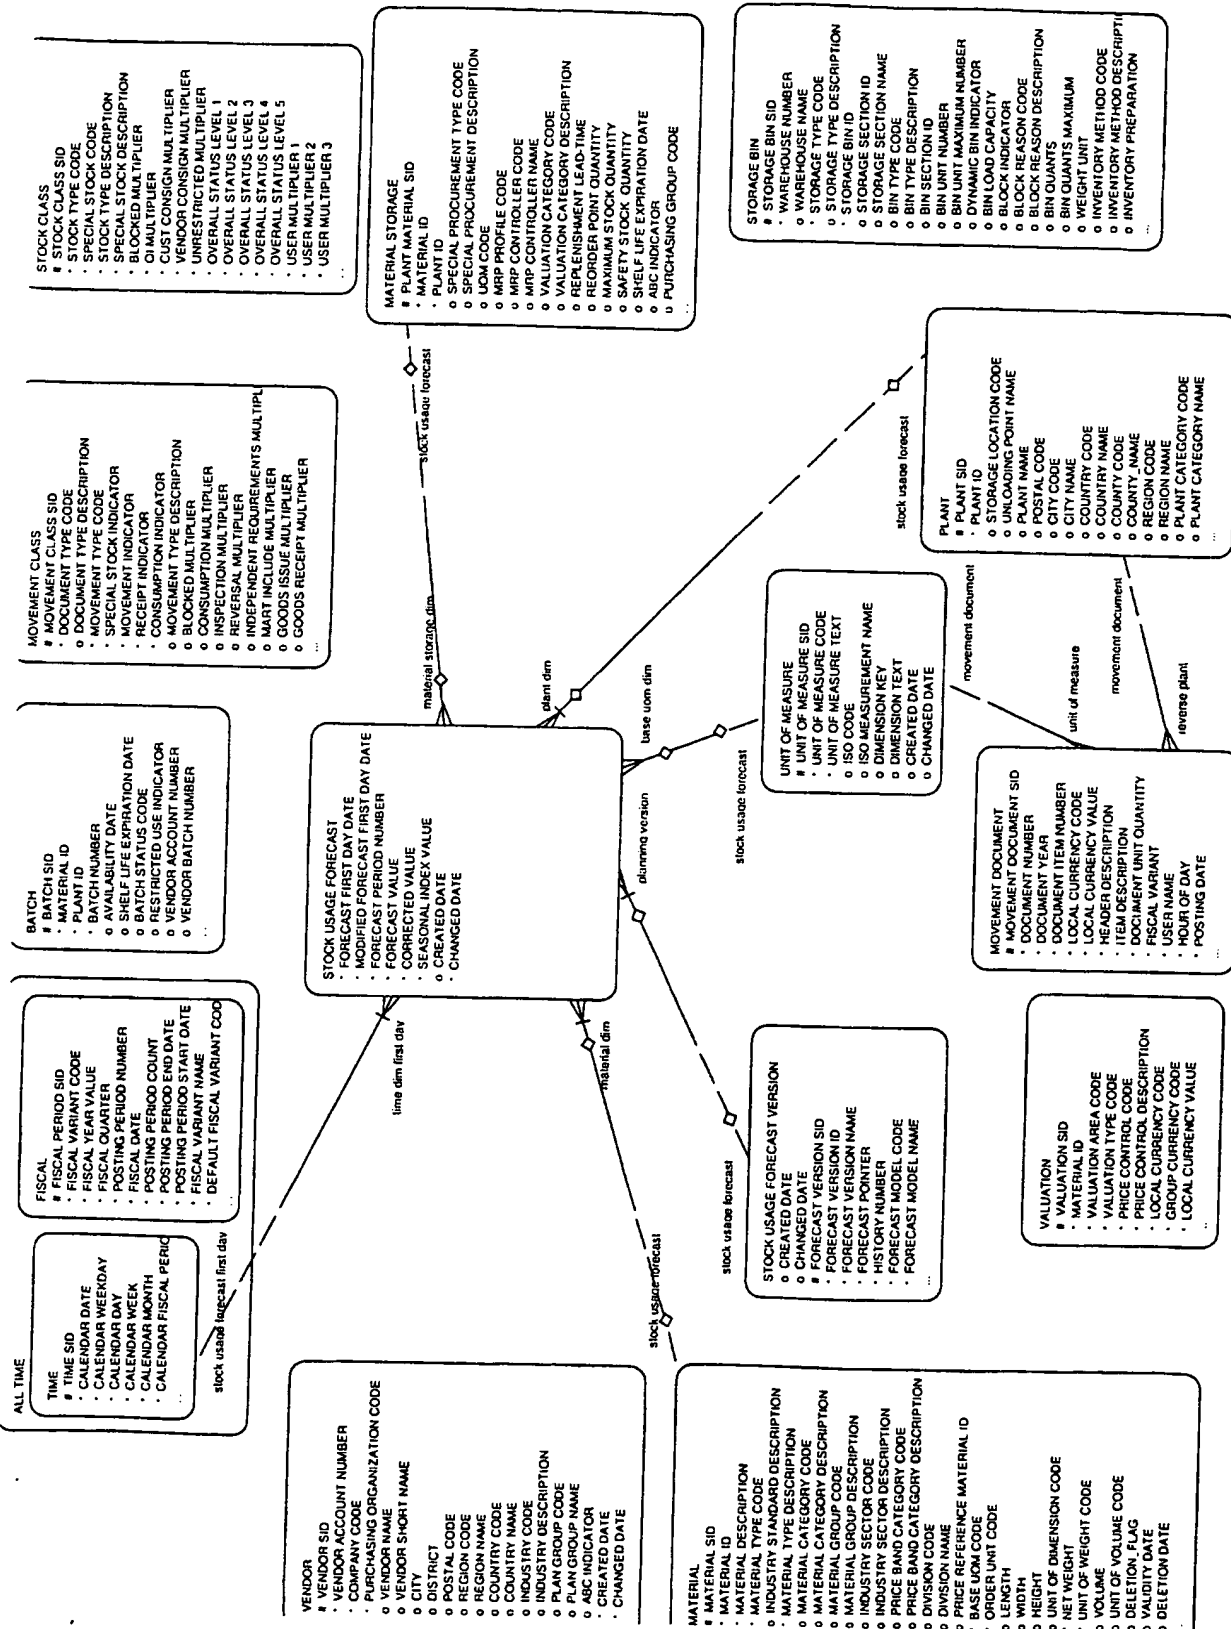 ALL TIME
TIME
# TIME SID
· CALENDAR DATE
· CALENDAR WEEKDAY
· CALENDAR DAY
· CALENDAR WEEK
· CALENDAR MONTH
· CALENDAR FISCAL PERIO
...
FISCAL
# FISCAL PERIOD SID
· FISCAL VARIANT CODE
· FISCAL YEAR VALUE
· FISCAL QUARTER
· POSTING PERIOD NUMBER
· FISCAL DATE
· POSTING PERIOD COUNT
· POSTING PERIOD END DATE
· POSTING PERIOD START DATE
· FISCAL VARIANT NAME
· DEFAULT FISCAL VARIANT COD
...
BATCH
# BATCH SID
· MATERIAL ID
· PLANT ID
· BATCH NUMBER
o AVAILABILITY DATE
o SHELF LIFE EXPIRATION DATE
o BATCH STATUS CODE
o RESTRICTED USE INDICATOR
o VENDOR ACCOUNT NUMBER
o VENDOR BATCH NUMBER
...
MOVEMENT CLASS
# MOVEMENT CLASS SID
· DOCUMENT TYPE CODE
o DOCUMENT TYPE DESCRIPTION
· MOVEMENT TYPE CODE
· SPECIAL STOCK INDICATOR
· MOVEMENT INDICATOR
· RECEIPT INDICATOR
· CONSUMPTION INDICATOR
o MOVEMENT TYPE DESCRIPTION
o BLOCKED MULTIPLIER
o CONSUMPTION MULTIPLIER
o INSPECTION MULTIPLIER
o REVERSAL MULTIPLIER
o INDEPENDENT REQUIREMENTS MULTIPL
o MART INCLUDE MULTIPLIER
o GOODS ISSUE MULTIPLIER
o GOODS RECEIPT MULTIPLIER
...
STOCK CLASS
# STOCK CLASS SID
· STOCK TYPE CODE
· SPECIAL STOCK CODE
· STOCK TYPE DESCRIPTION
· SPECIAL STOCK DESCRIPTION
· BLOCKED MULTIPLIER
· QI MULTIPLIER
· CUST CONSIGN MULTIPLIER
· VENDOR CONSIGN MULTIPLIER
· UNRESTRICTED MULTIPLIER
· OVERALL STATUS LEVEL 1
· OVERALL STATUS LEVEL 2
· OVERALL STATUS LEVEL 3
· OVERALL STATUS LEVEL 4
· OVERALL STATUS LEVEL 5
· USER MULTIPLIER 1
· USER MULTIPLIER 2
· USER MULTIPLIER 3
...
stock usage forecast first day
time dim first day
VENDOR
# VENDOR SID
· VENDOR ACCOUNT NUMBER
· COMPANY CODE
· PURCHASING ORGANIZATION CODE
o VENDOR NAME
o VENDOR SHORT NAME
o CITY
o DISTRICT
o POSTAL CODE
o REGION CODE
o REGION NAME
o COUNTRY CODE
o COUNTRY NAME
o INDUSTRY CODE
o INDUSTRY DESCRIPTION
o PLAN GROUP CODE
o PLAN GROUP NAME
o ABC INDICATOR
· CREATED DATE
· CHANGED DATE
STOCK USAGE FORECAST
· FORECAST FIRST DAY DATE
· MODIFIED FORECAST FIRST DAY DATE
· FORECAST PERIOD NUMBER
· FORECAST VALUE
· CORRECTED VALUE
· SEASONAL INDEX VALUE
o CREATED DATE
· CHANGED DATE
material storage dim
stock usage forecast
MATERIAL STORAGE
# PLANT MATERIAL SID
· MATERIAL ID
· PLANT ID
o SPECIAL PROCUREMENT TYPE CODE
o SPECIAL PROCUREMENT DESCRIPTION
o UOM CODE
o MRP PROFILE CODE
o MRP CONTROLLER CODE
o MRP CONTROLLER NAME
o VALUATION CATEGORY CODE
o VALUATION CATEGORY DESCRIPTION
o REPLENISHMENT LEAD-TIME
o REORDER POINT QUANTITY
o MAXIMUM STOCK QUANTITY
o SAFETY STOCK QUANTITY
o SHELF LIFE EXPIRATION DATE
o ABC INDICATOR
o PURCHASING GROUP CODE
...
material dim
stock usage forecast
planning version
stock usage forecast
base uom dim
stock usage forecast
plant dim
stock usage forecast
MATERIAL
# MATERIAL SID
· MATERIAL ID
· MATERIAL DESCRIPTION
· MATERIAL TYPE CODE
o INDUSTRY STANDARD DESCRIPTION
· MATERIAL TYPE DESCRIPTION
o MATERIAL CATEGORY CODE
o MATERIAL CATEGORY DESCRIPTION
o MATERIAL GROUP CODE
o MATERIAL GROUP DESCRIPTION
o INDUSTRY SECTOR CODE
o INDUSTRY SECTOR DESCRIPTION
o PRICE BAND CATEGORY CODE
o PRICE BAND CATEGORY DESCRIPTION
o DIVISION CODE
o DIVISION NAME
o PRICE REFERENCE MATERIAL ID
· BASE UOM CODE
· ORDER UNIT CODE
o LENGTH
o WIDTH
o HEIGHT
o UNIT OF DIMENSION CODE
· NET WEIGHT
· UNIT OF WEIGHT CODE
o VOLUME
o UNIT OF VOLUME CODE
o DELETION_FLAG
o VALIDITY DATE
o DELETION DATE
STOCK USAGE FORECAST VERSION
o CREATED DATE
o CHANGED DATE
# FORECAST VERSION SID
· FORECAST VERSION ID
· FORECAST VERSION NAME
· FORECAST POINTER
· HISTORY NUMBER
· FORECAST MODEL CODE
· FORECAST MODEL NAME
...
UNIT OF MEASURE
# UNIT OF MEASURE SID
· UNIT OF MEASURE CODE
· UNIT OF MEASURE TEXT
o ISO CODE
o ISO MEASUREMENT NAME
o DIMENSION KEY
o DIMENSION TEXT
o CREATED DATE
o CHANGED DATE
STORAGE BIN
# STORAGE BIN SID
· WAREHOUSE NUMBER
o WAREHOUSE NAME
· STORAGE TYPE CODE
o STORAGE TYPE DESCRIPTION
· STORAGE BIN ID
o STORAGE SECTION ID
o STORAGE SECTION NAME
o BIN TYPE CODE
o BIN TYPE DESCRIPTION
o BIN SECTION ID
o BIN UNIT NUMBER
o BIN UNIT MAXIMUM NUMBER
o DYNAMIC BIN INDICATOR
o BIN LOAD CAPACITY
o BLOCK INDICATOR
o BLOCK REASON CODE
o BLOCK REASON DESCRIPTION
o BIN QUANTS
o BIN QUANTS MAXIMUM
o WEIGHT UNIT
o INVENTORY METHOD CODE
o INVENTORY METHOD DESCRIPTI
o INVENTORY PREPARATION
...
PLANT
# PLANT SID
· PLANT ID
o STORAGE LOCATION CODE
o UNLOADING POINT NAME
o PLANT NAME
o POSTAL CODE
o CITY CODE
o CITY NAME
o COUNTRY CODE
o COUNTRY NAME
o COUNTY CODE
o COUNTY_NAME
o REGION CODE
o REGION NAME
o PLANT CATEGORY CODE
o PLANT CATEGORY NAME
...
movement document
unit of measure
movement document
reverse plant
VALUATION
# VALUATION SID
· MATERIAL ID
· VALUATION AREA CODE
· VALUATION TYPE CODE
· PRICE CONTROL CODE
· PRICE CONTROL DESCRIPTION
· LOCAL CURRENCY CODE
· GROUP CURRENCY CODE
· LOCAL CURRENCY VALUE
...
MOVEMENT DOCUMENT
# MOVEMENT DOCUMENT SID
· DOCUMENT NUMBER
· DOCUMENT YEAR
· DOCUMENT ITEM NUMBER
· LOCAL CURRENCY CODE
· LOCAL CURRENCY VALUE
· HEADER DESCRIPTION
· ITEM DESCRIPTION
· DOCUMENT UNIT QUANTITY
· FISCAL VARIANT
· USER NAME
· HOUR OF DAY
· POSTING DATE
...